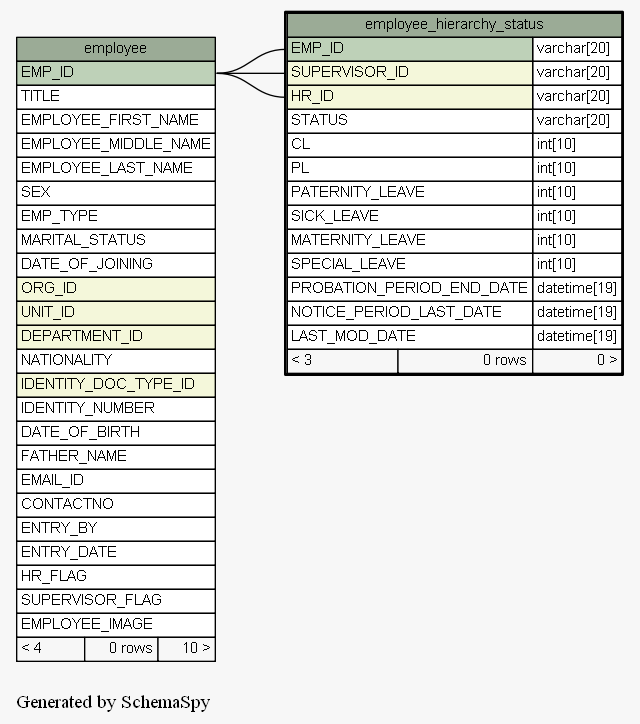 employee
EMP_ID
TITLE
EMPLOYEE_FIRST_NAME
EMPLOYEE_MIDDLE_NAME
EMPLOYEE_LAST_NAME
SEX
EMP_TYPE
MARITAL_STATUS
DATE_OF_JOINING
ORG_ID
UNIT_ID
DEPARTMENT_ID
NATIONALITY
IDENTITY_DOC_TYPE_ID
IDENTITY_NUMBER
DATE_OF_BIRTH
FATHER_NAME
EMAIL_ID
CONTACTNO
ENTRY_BY
ENTRY_DATE
HR_FLAG
SUPERVISOR_FLAG
EMPLOYEE_IMAGE
< 4 0 rows 10 >
employee_hierarchy_status
EMP_ID varchar[20]
SUPERVISOR_ID varchar[20]
HR_ID varchar[20]
STATUS varchar[20]
CL int[10]
PL int[10]
PATERNITY_LEAVE int[10]
SICK_LEAVE int[10]
MATERNITY_LEAVE int[10]
SPECIAL_LEAVE int[10]
PROBATION_PERIOD_END_DATE datetime[19]
NOTICE_PERIOD_LAST_DATE datetime[19]
LAST_MOD_DATE datetime[19]
< 3 0 rows 0 >
Generated by SchemaSpy